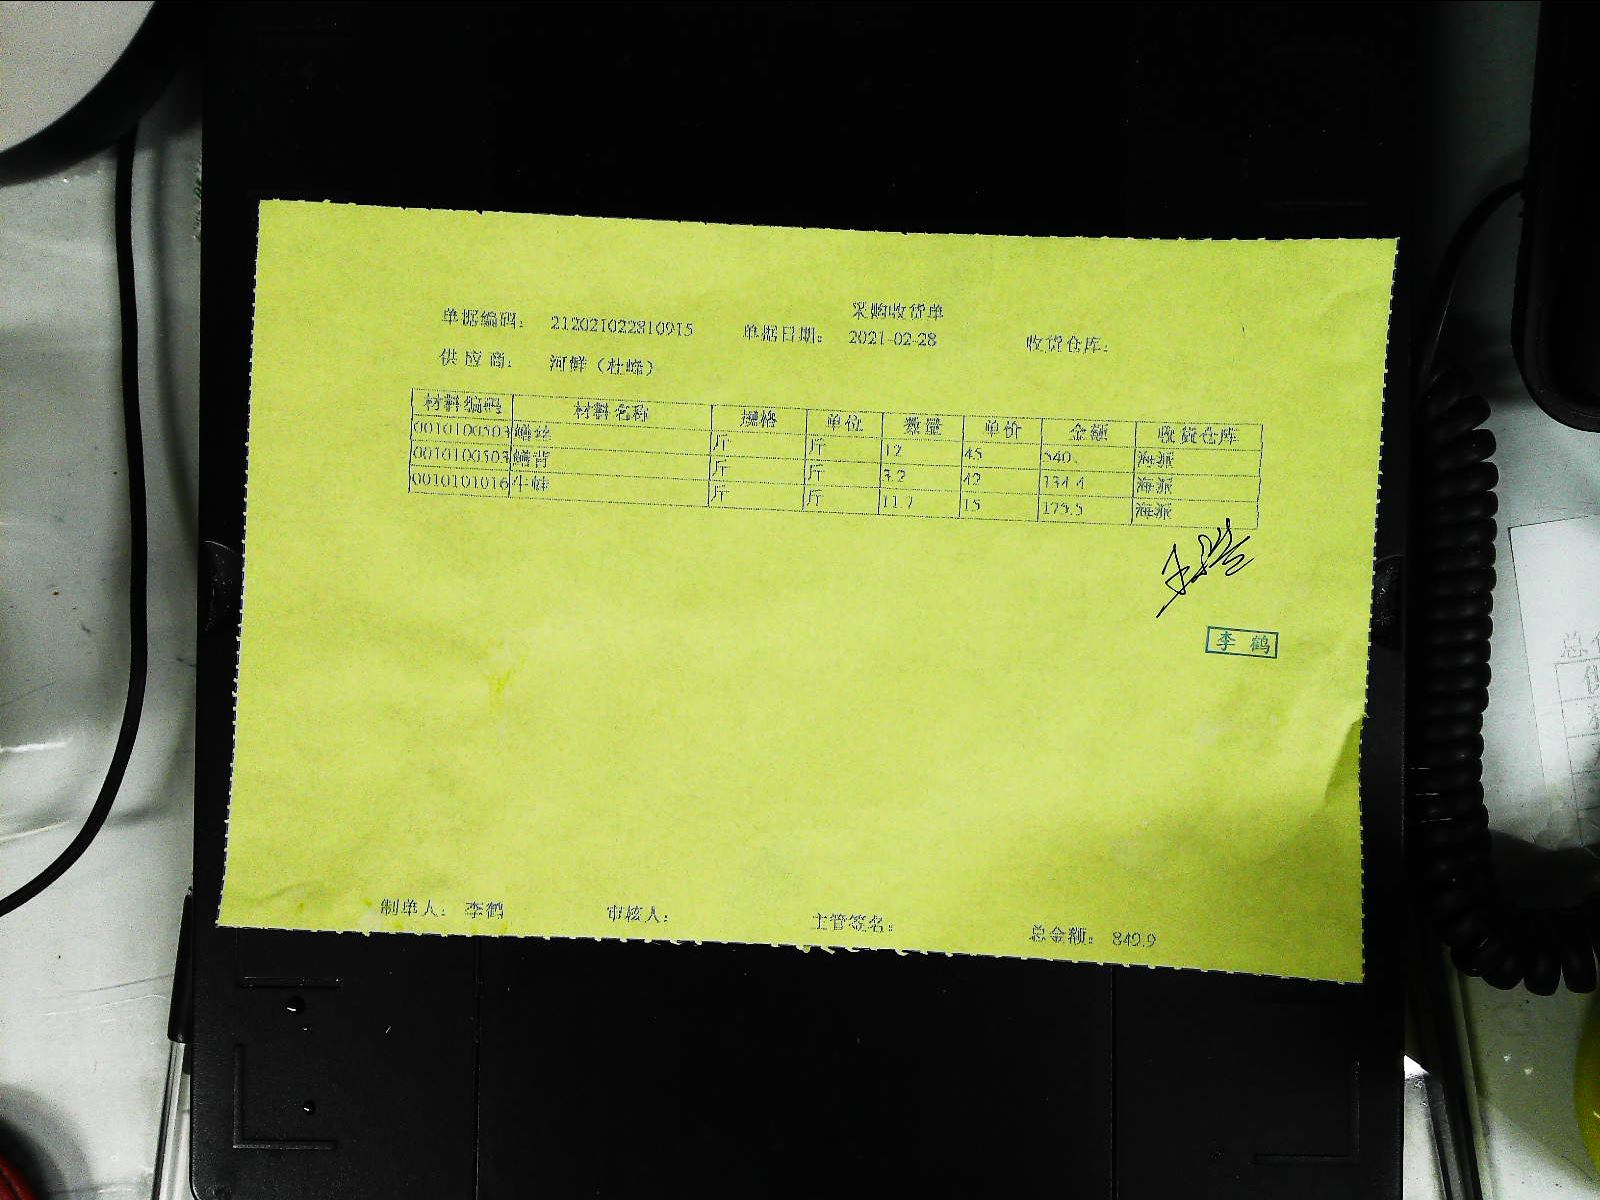 采购收货单
单据编码： 212021022810915 单据日期： 2021-02-28 收货仓库：
供 应 商： 河鲜（杜峰）
材料编码 材料名称 规格 单位 数量 单价 金额 收货仓库
0010100503 鳝丝 斤 斤 12 45 540. 海派
0010100503 鳝背 斤 斤 3.2 42 134.4 海派
0010101016 牛蛙 斤 斤 11.7 15 175.5 海派
李 鹤
制单人： 李鹤 审核人： 主管签名： 总金额： 849.9